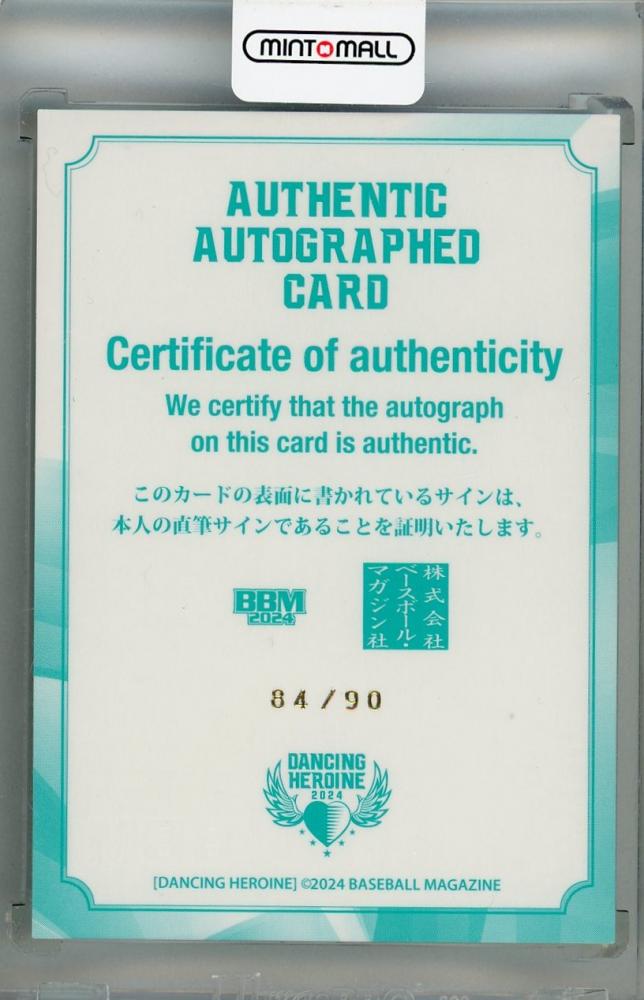 MINT MALL
AUTHENTIC
AUTOGRAPHED
CARD
Certificate of authenticity
We certify that the autograph
on this card is authentic.
このカードの表面に書かれているサインは、
本人の直筆サインであることを証明いたします。
BBM
2024
株式会社
ベースボール・
マガジン社
84/90
DANCING
HEROINE
2024
[DANCING HEROINE] ©2024 BASEBALL MAGAZINE